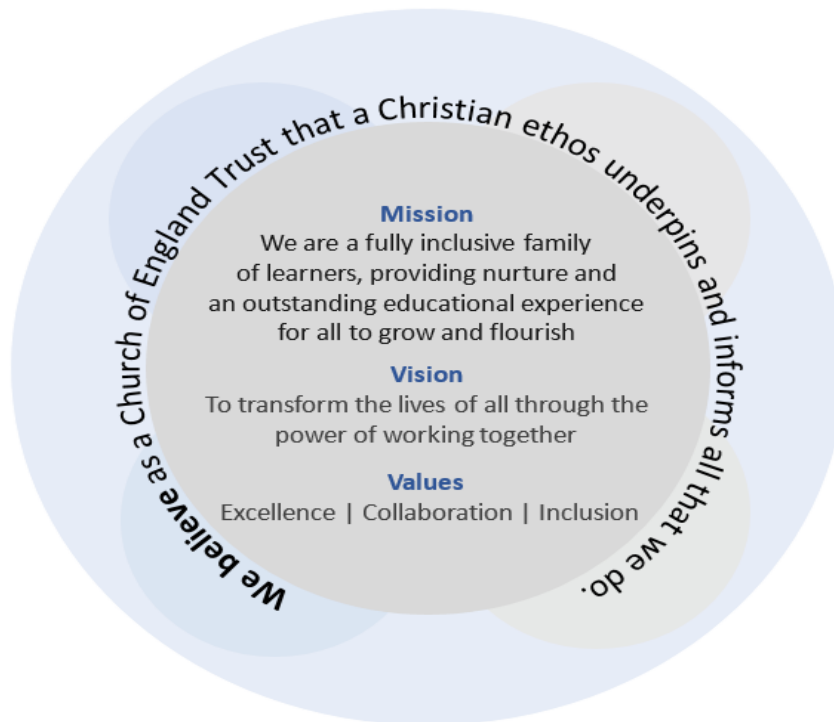 We believe as a Church of England Trust that a Christian ethos underpins and informs all that we do.
Mission
We are a fully inclusive family
of learners, providing nurture and
an outstanding educational experience
for all to grow and flourish
Vision
To transform the lives of all through the
power of working together
Values
Excellence | Collaboration | Inclusion